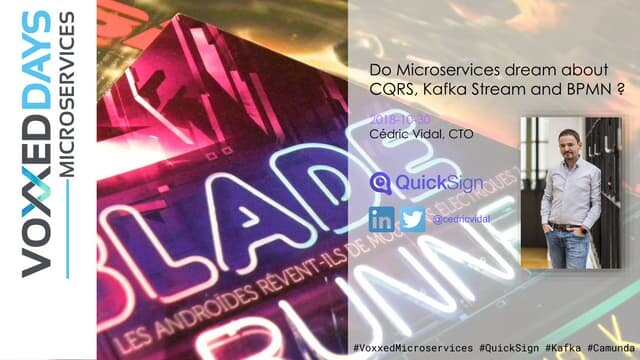 VOXXED DAYS
MICROSERVICES
BLADE
LES ANDROÏDES RÊVENT-ILS DE MOUTONS ÉLECTRIQUES ?
RUNNE
Do Microservices dream about
CQRS, Kafka Stream and BPMN ?
2018-10-30
Cédric Vidal, CTO
QuickSign
in
@cedricvidal
#VoxxedMicroservices #QuickSign #Kafka #Camunda